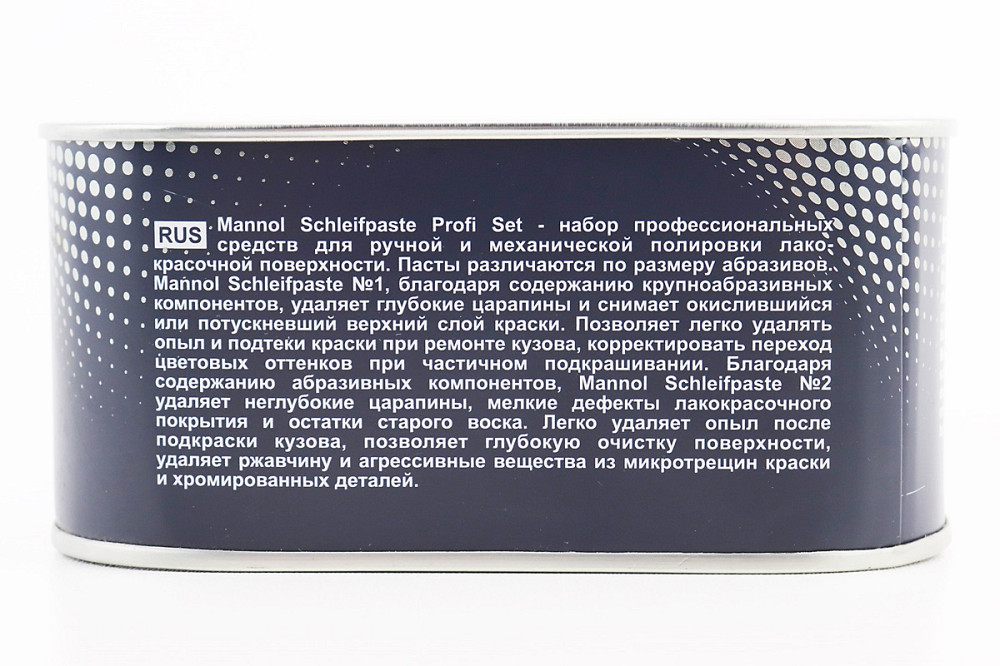 RUS Mannol Schleifpaste Profi Set - набор профессиональных
средств для ручной и механической полировки лако-
красочной поверхности. Пасты различаются по размеру абразивов.
Mannol Schleifpaste №1, благодаря содержанию крупноабразивных
компонентов, удаляет глубокие царапины и снимает окислившийся
или потускневший верхний слой краски. Позволяет легко удалять
опыл и подтеки краски при ремонте кузова, корректировать переход
цветовых оттенков при частичном подкрашивании. Благодаря
содержанию абразивных компонентов, Mannol Schleifpaste №2
удаляет неглубокие царапины, мелкие дефекты лакокрасочного
покрытия и остатки старого воска. Легко удаляет опыл после
подкраски кузова, позволяет глубокую очистку поверхности,
удаляет ржавчину и агрессивные вещества из микротрещин краски
и хромированных деталей.